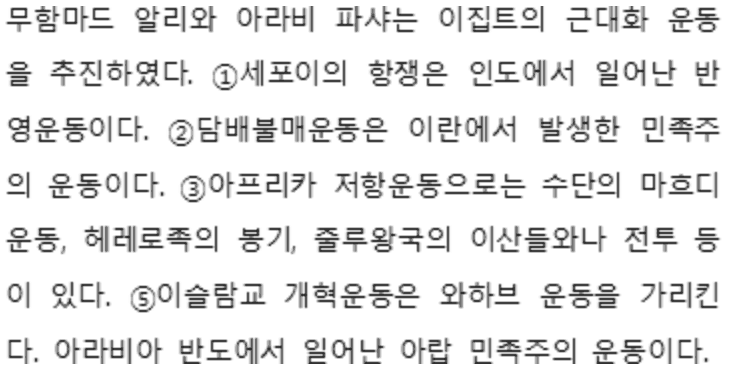 무함마드 알리와 아라비 파샤는 이집트의 근대화 운동
을 추진하였다. ①세포이의 항쟁은 인도에서 일어난 반
영운동이다. ②담배불매운동은 이란에서 발생한 민족주
의 운동이다. ③아프리카 저항운동으로는 수단의 마흐디
운동, 헤레로족의 봉기, 줄루왕국의 이산들와나 전투 등
이 있다. ⑤이슬람교 개혁운동은 와하브 운동을 가리킨
다. 아라비아 반도에서 일어난 아랍 민족주의 운동이다.